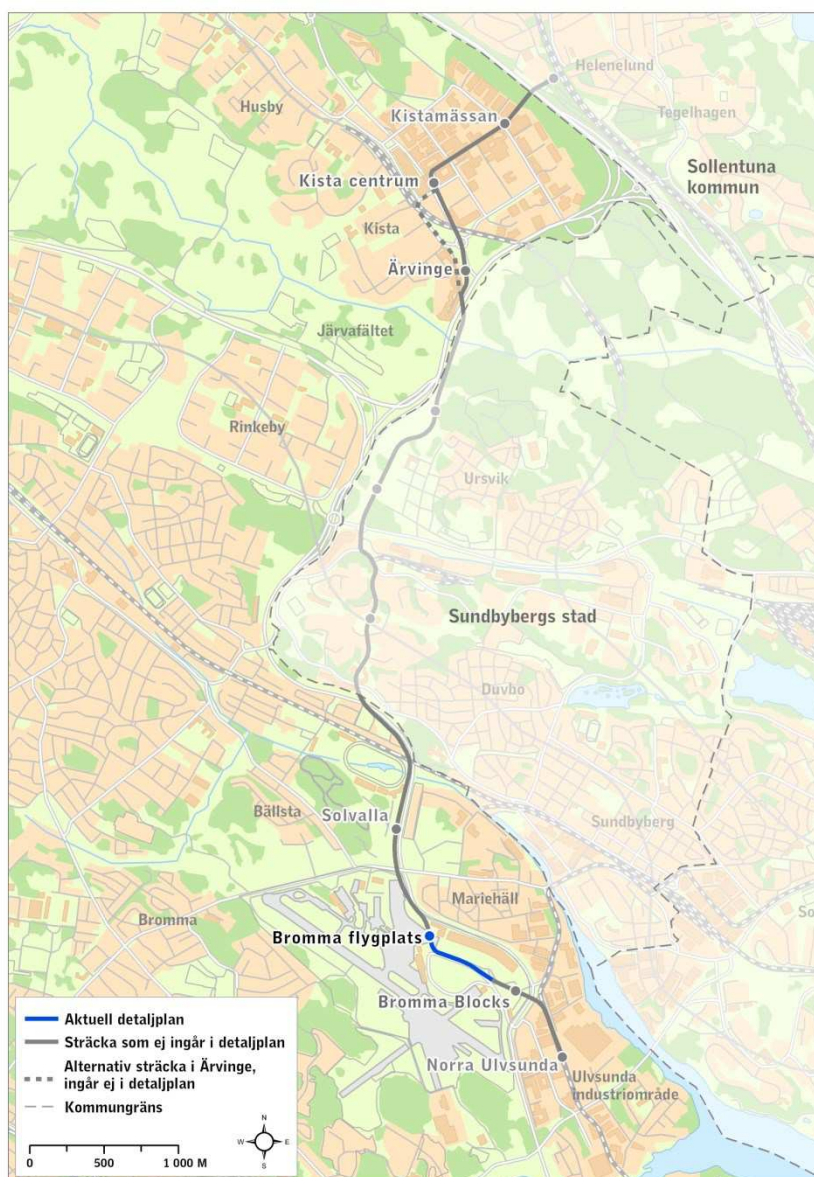 Helenelund
Husby
Kistamässan
Tegelhagen
Sollentuna
kommun
Kista centrum
Kista
Ärvinge
Järvafältet
Rinkeby
Ursvik
Sundbybergs stad
Duvbo
Bällsta
Solvalla
Sundbyberg
Mariehäll
Bromma
So
Bromma flygplats
Bromma Blocks
Norra Ulvsunda
Ulvsunda
industriområde
Aktuell detaljplan
Sträcka som ej ingår i detaljplan
Alternativ sträcka i Ärvinge,
ingår ej i detaljplan
Kommungräns
N
W E
S
0 500 1 000 M